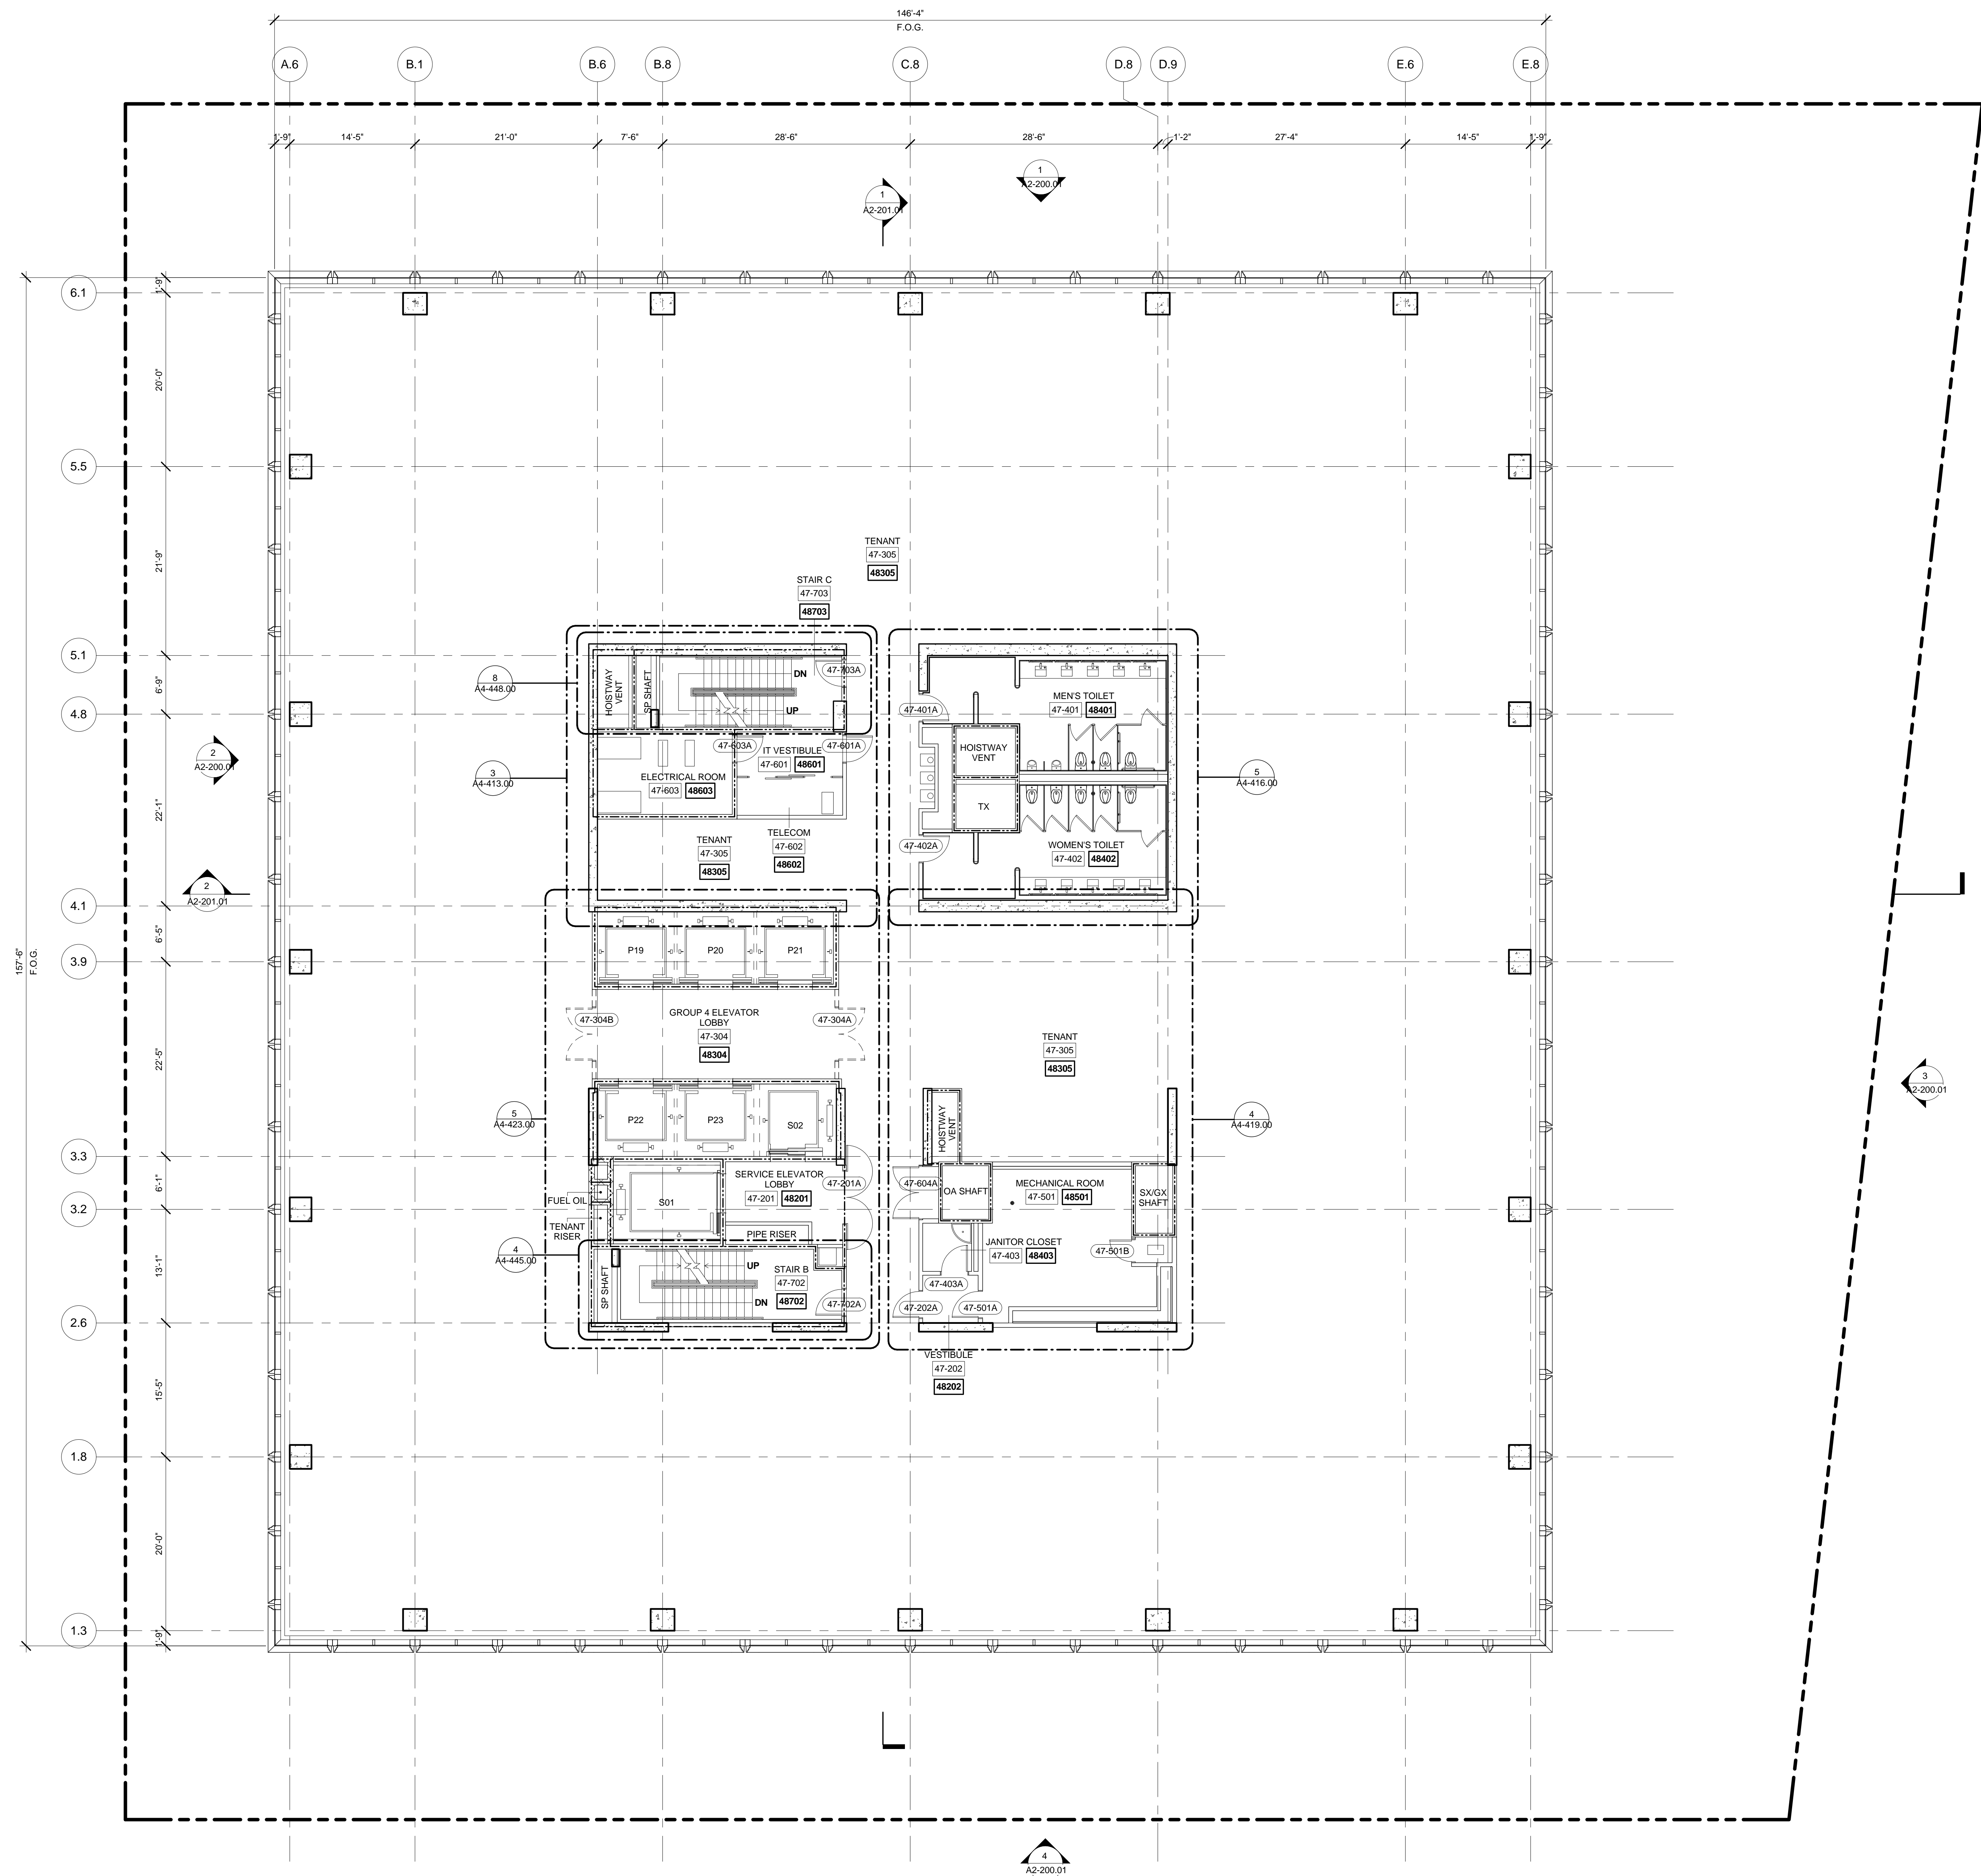 146'-4"
F.O.G.
A.6
B.1
B.6
B.8
C.8
D.8
D.9
E.6
E.8
1'-9"
14'-5"
21'-0"
7'-6"
28'-6"
28'-6"
1'-2"
27'-4"
14'-5"
1'-9"
1
A2-200.01
1
A2-201.01
6.1
1'-9"
20'-0"
5.5
21'-9"
TENANT
47-305
48305
STAIR C
47-703
48703
5.1
6'-9"
8
A4-448.00
HOISTWAY
VENT
SP SHAFT
DN
UP
47-703A
47-401A
MEN'S TOILET
47-401
48401
4.8
2
A2-200.01
3
A4-413.00
47-603A
47-601A
IT VESTIBULE
47-601
48601
ELECTRICAL ROOM
47-603
48603
HOISTWAY
VENT
TX
5
A4-416.00
22'-1"
TENANT
47-305
48305
TELECOM
47-602
48602
47-402A
WOMEN'S TOILET
47-402
48402
2
A2-201.01
4.1
6'-5"
157'-6"
F.O.G.
3.9
P19
P20
P21
47-304B
GROUP 4 ELEVATOR
LOBBY
47-304
48304
47-304A
TENANT
47-305
48305
22'-5"
3
A2-200.01
5
A4-423.00
P22
P23
S02
HOISTWAY
VENT
4
A4-419.00
3.3
6'-1"
SERVICE ELEVATOR
LOBBY
47-201
48201
47-201A
47-604A
OA SHAFT
MECHANICAL ROOM
47-501
48501
SX/GX
SHAFT
FUEL OIL
S01
3.2
TENANT
RISER
PIPE RISER
4
A4-445.00
13'-1"
SP SHAFT
UP
DN
STAIR B
47-702
48702
47-702A
JANITOR CLOSET
47-403
48403
47-501B
47-403A
47-202A
47-501A
2.6
VESTIBULE
47-202
48202
15'-5"
1.8
20'-0"
1.3
1'-9"
4
A2-200.01